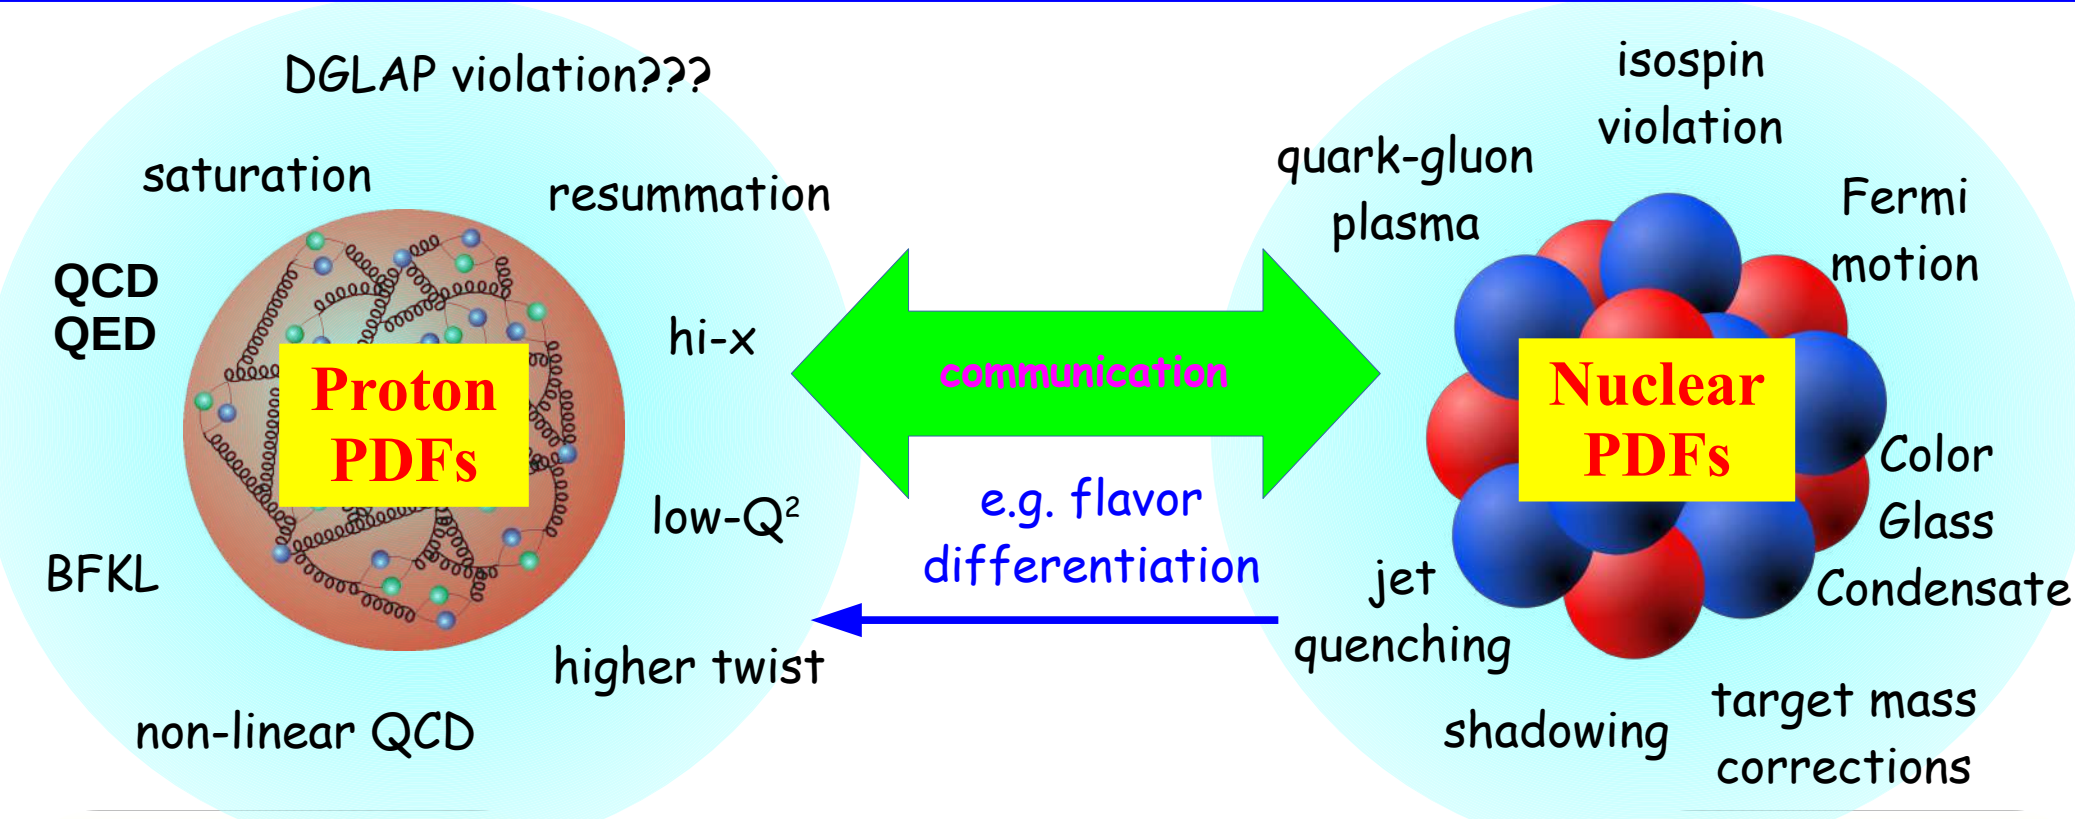 DGLAP violation???
saturation
resummation
QCD
QED
hi-x
Proton
PDFs
low-Q²
BFKL
higher twist
non-linear QCD
communication
e.g. flavor
differentiation
isospin
violation
quark-gluon
plasma
Fermi
motion
Nuclear
PDFs
Color
Glass
Condensate
jet
quenching
shadowing
target mass
corrections